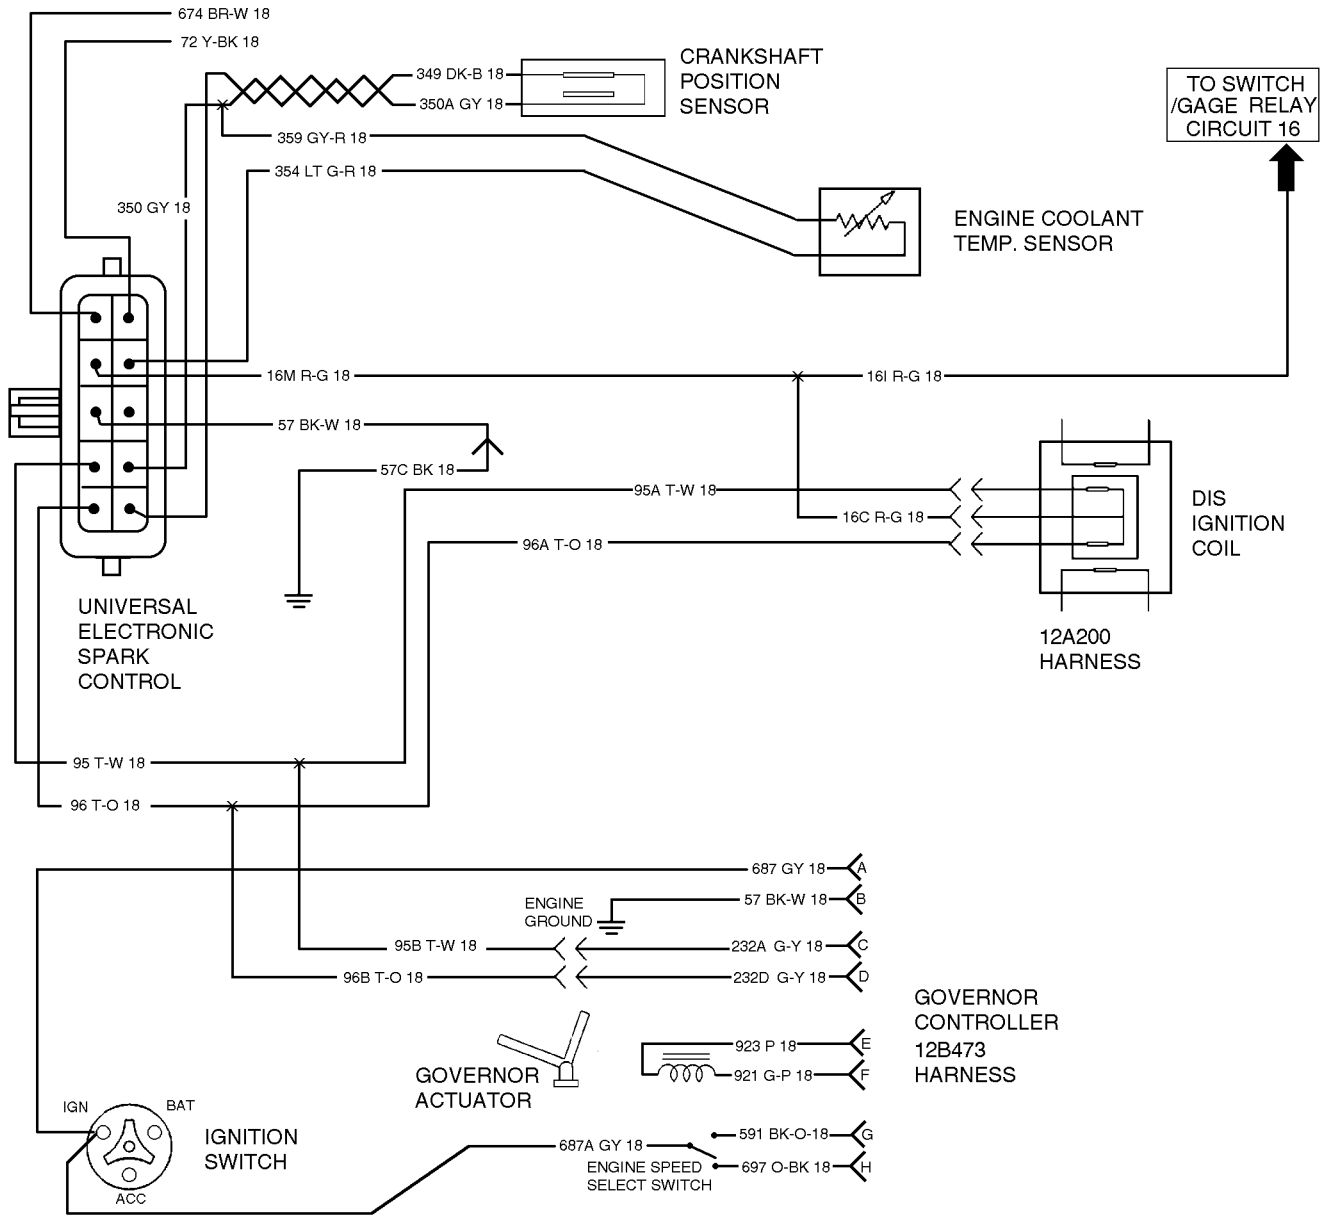 674 BR-W 18
72 Y-BK 18
349 DK-B 18
350A GY 18
CRANKSHAFT
POSITION
SENSOR
TO SWITCH
/GAGE RELAY
CIRCUIT 16
359 GY-R 18
354 LT G-R 18
350 GY 18
ENGINE COOLANT
TEMP. SENSOR
16M R-G 18
16I R-G 18
57 BK-W 18
57C BK 18
95A T-W 18
16C R-G 18
96A T-O 18
DIS
IGNITION
COIL
UNIVERSAL
ELECTRONIC
SPARK
CONTROL
12A200
HARNESS
95 T-W 18
96 T-O 18
687 GY 18
A
57 BK-W 18
B
ENGINE
GROUND
95B T-W 18
232A G-Y 18
C
96B T-O 18
232D G-Y 18
D
GOVERNOR
CONTROLLER
12B473
HARNESS
923 P 18
E
921 G-P 18
F
GOVERNOR
ACTUATOR
IGN
BAT
ACC
IGNITION
SWITCH
687A GY 18
591 BK-O-18
G
697 O-BK 18
H
ENGINE SPEED
SELECT SWITCH